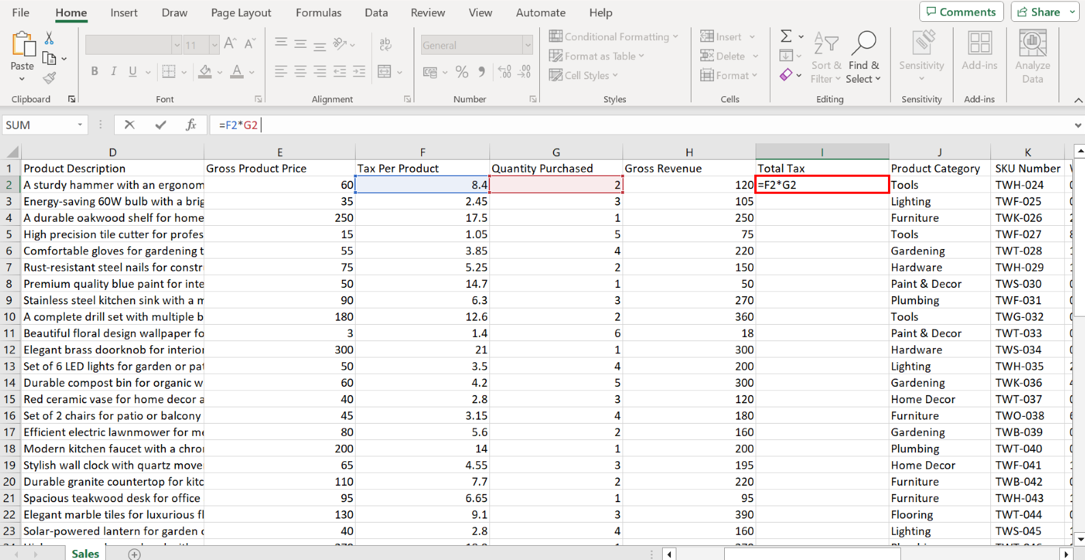 File Home Insert Draw Page Layout Formulas Data Review View Automate Help Comments Share
11 General Conditional Formatting Insert
Paste Format as Table Delete Sort & Find & Sensitivity Add-ins Analyze
B I U Cell Styles Format Filter Select Data
Clipboard Font Alignment Number Styles Cells Editing Sensitivity Add-ins
SUM fx =F2*G2
D E F G H I J K
1 Product Description Gross Product Price Tax Per Product Quantity Purchased Gross Revenue Total Tax Product Category SKU Number
2 A sturdy hammer with an ergonom 60 8.4 2 120 =F2*G2 Tools TWH-024
3 Energy-saving 60W bulb with a brig 35 2.45 3 105 Lighting TWF-025
4 A durable oakwood shelf for home 250 17.5 1 250 Furniture TWK-026
5 High precision tile cutter for profes 15 1.05 5 75 Tools TWF-027
6 Comfortable gloves for gardening t 55 3.85 4 220 Gardening TWT-028
7 Rust-resistant steel nails for constr 75 5.25 2 150 Hardware TWH-029
8 Premium quality blue paint for inte 50 14.7 1 50 Paint & Decor TWS-030
9 Stainless steel kitchen sink with a m 90 6.3 3 270 Plumbing TWF-031
10 A complete drill set with multiple b 180 12.6 2 360 Tools TWG-032
11 Beautiful floral design wallpaper fo 3 1.4 6 18 Paint & Decor TWT-033
12 Elegant brass doorknob for interior 300 21 1 300 Hardware TWS-034
13 Set of 6 LED lights for garden or pat 50 3.5 4 200 Lighting TWH-035
14 Durable compost bin for organic w 60 4.2 5 300 Gardening TWK-036
15 Red ceramic vase for home decor a 40 2.8 3 120 Home Decor TWT-037
16 Set of 2 chairs for patio or balcony 45 3.15 4 180 Furniture TWO-038
17 Efficient electric lawnmower for me 80 5.6 2 160 Gardening TWB-039
18 Modern kitchen faucet with a chro 200 14 1 200 Plumbing TWT-040
19 Stylish wall clock with quartz move 65 4.55 3 195 Home Decor TWF-041
20 Durable granite countertop for kitc 110 7.7 2 220 Furniture TWB-042
21 Spacious teakwood desk for office 95 6.65 1 95 Furniture TWH-043
22 Elegant marble tiles for luxurious fl 130 9.1 3 390 Flooring TWT-044
23 Solar-powered lantern for garden o 40 2.8 4 160 Lighting TWS-045
Sales